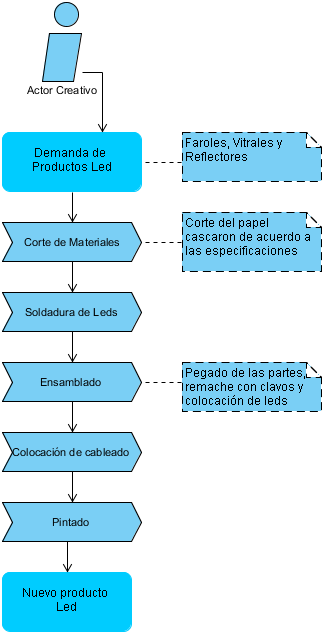 Actor Creativo
Demanda de
Productos Led
Faroles, Vitrales y
Reflectores
Corte de Materiales
Corte del papel
cascaron de acuerdo a
las especificaciones
Soldadura de Leds
Ensamblado
Pegado de las partes,
remache con clavos y
colocación de leds
Colocación de cableado
Pintado
Nuevo producto
Led